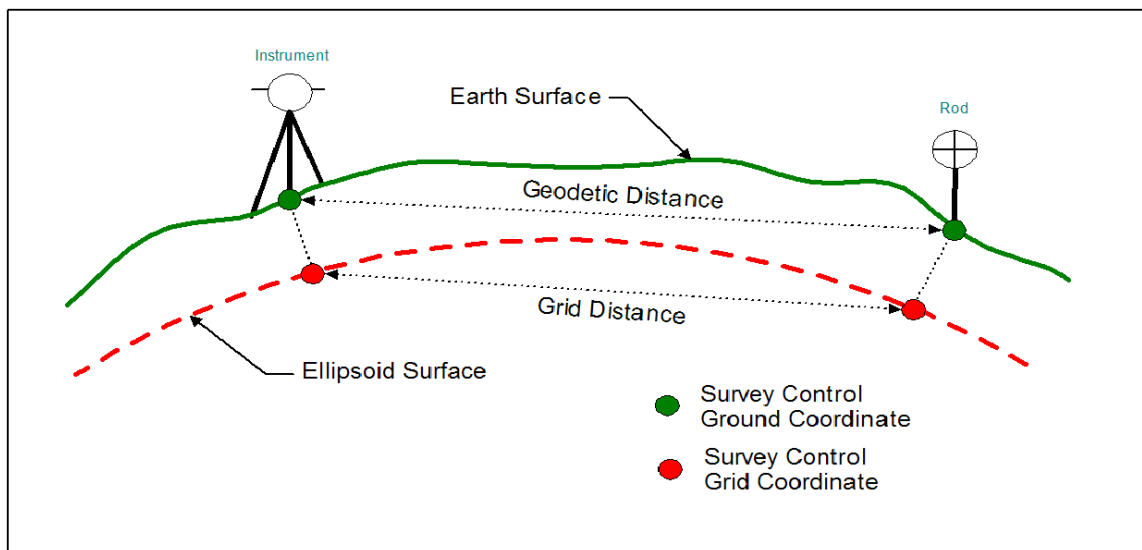 Instrument
Earth Surface
Rod
Geodetic Distance
Grid Distance
Ellipsoid Surface
Survey Control
Ground Coordinate
Survey Control
Grid Coordinate